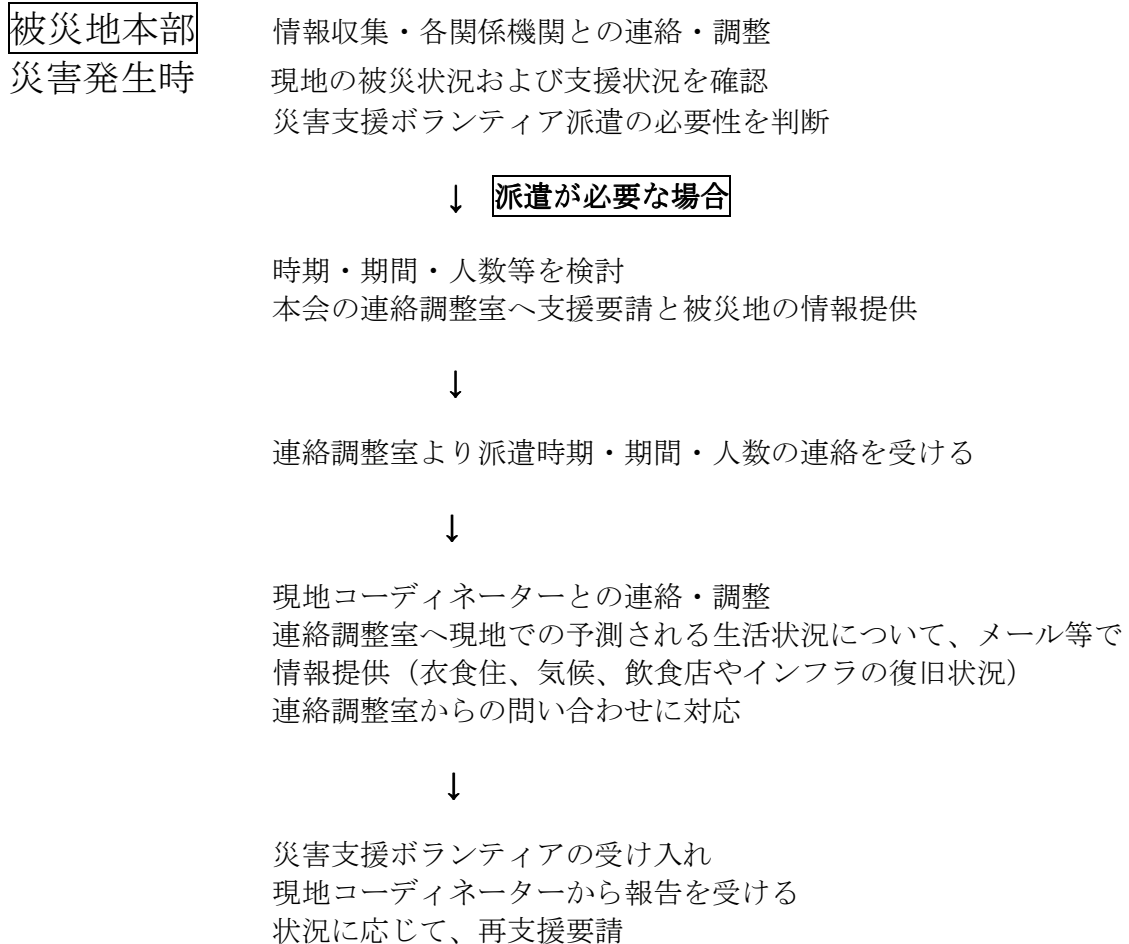 被災地本部 情報収集・各関係機関との連絡・調整
災害発生時 現地の被災状況および支援状況を確認
災害支援ボランティア派遣の必要性を判断
↓ 派遣が必要な場合
時期・期間・人数等を検討
本会の連絡調整室へ支援要請と被災地の情報提供
↓
連絡調整室より派遣時期・期間・人数の連絡を受ける
↓
現地コーディネーターとの連絡・調整
連絡調整室へ現地での予測される生活状況について、メール等で
情報提供（衣食住、気候、飲食店やインフラの復旧状況）
連絡調整室からの問い合わせに対応
↓
災害支援ボランティアの受け入れ
現地コーディネーターから報告を受ける
状況に応じて、再支援要請